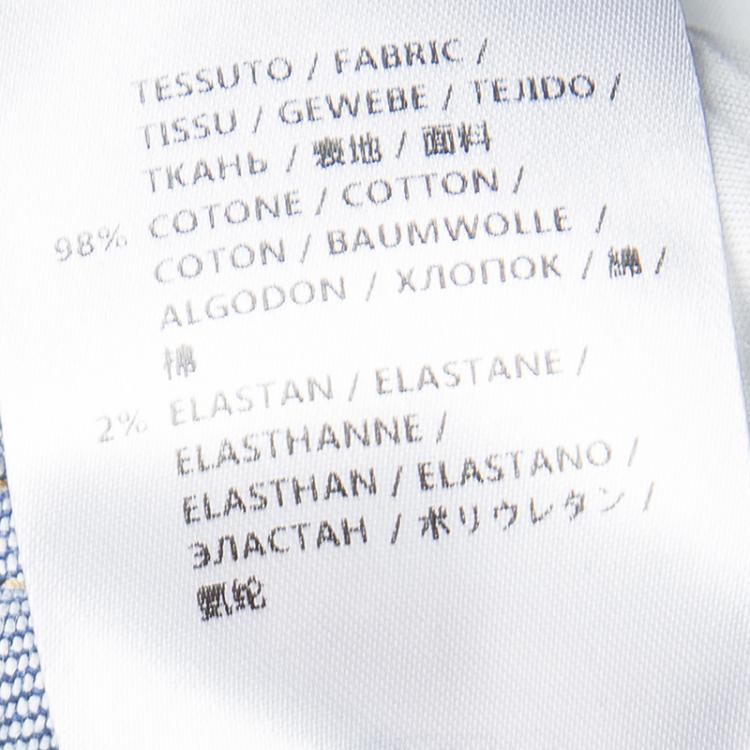 TESSUTO / FABRIC /
TISSU / GEWEBE / TEJIDO /
ТКАНЬ / 表地 / 面料
98% COTONE / COTTON /
COTON / BAUMWOLLE /
ALGODON / ХЛОПОК / 綿 /
棉
2% ELASTAN / ELASTANE /
ELASTHANNE /
ELASTHAN / ELASTANO /
ЭЛАСТАН / ポリウレタン /
氨纶